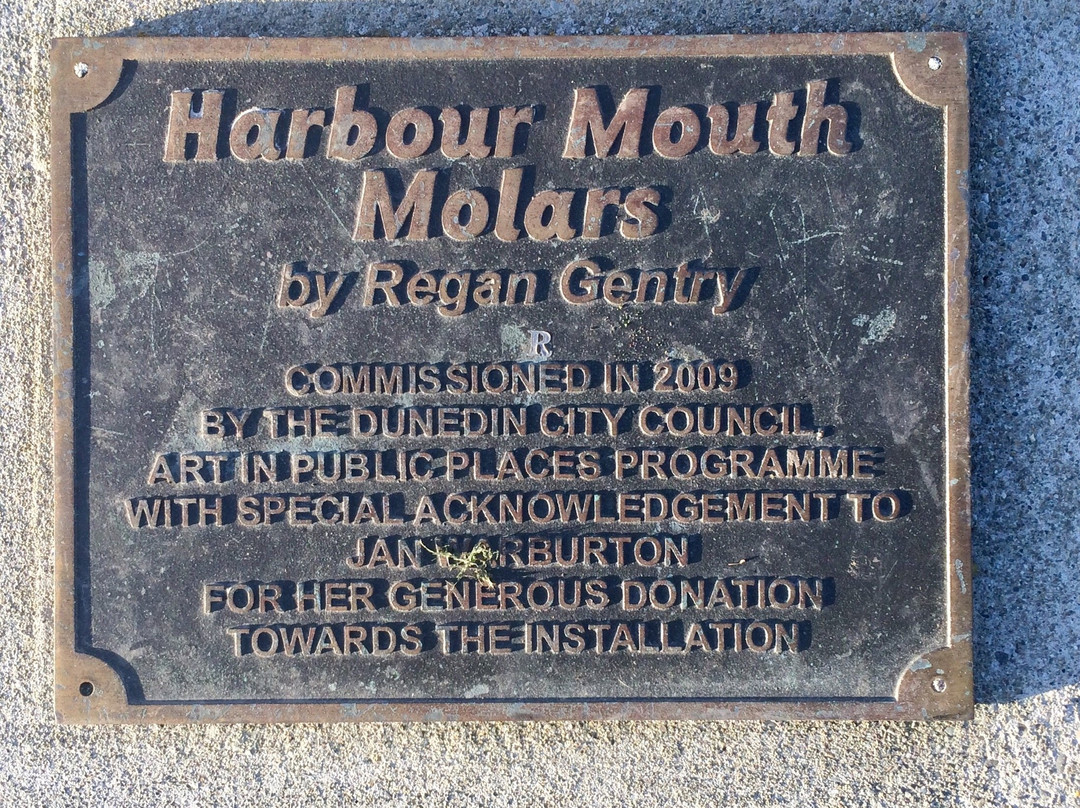 Harbour Mouth
Molars
by Regan Gentry
R
COMMISSIONED IN 2009
BY THE DUNEDIN CITY COUNCIL,
ART IN PUBLIC PLACES PROGRAMME
WITH SPECIAL ACKNOWLEDGEMENT TO
JAN WARBURTON
FOR HER GENEROUS DONATION
TOWARDS THE INSTALLATION